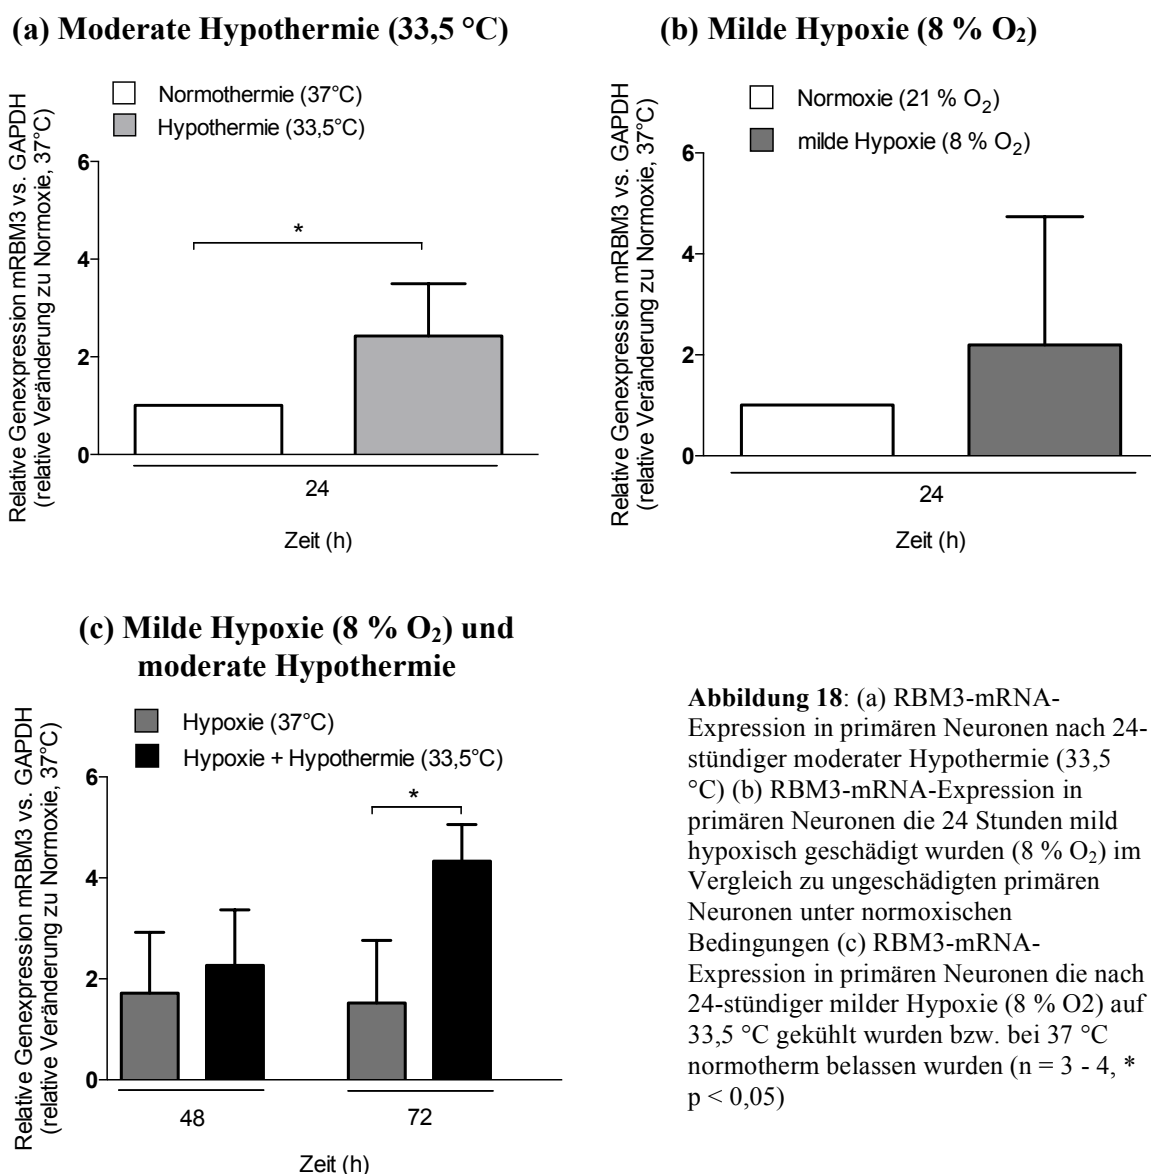 (a) Moderate Hypothermie (33,5 °C)
Normothermie (37°C)
Hypothermie (33,5°C)
Relative Genexpression mRBM3 vs. GAPDH
(relative Veränderung zu Normoxie, 37°C)
6
4
2
0
*
24
Zeit (h)
(b) Milde Hypoxie (8 % O₂)
Normoxie (21 % O₂)
milde Hypoxie (8 % O₂)
Relative Genexpression mRBM3 vs. GAPDH
(relative Veränderung zu Normoxie, 37°C)
6
4
2
0
24
Zeit (h)
(c) Milde Hypoxie (8 % O₂) und
moderate Hypothermie
Hypoxie (37°C)
Hypoxie + Hypothermie (33,5°C)
Relative Genexpression mRBM3 vs. GAPDH
(relative Veränderung zu Normoxie, 37°C)
6
4
2
0
*
48
72
Zeit (h)
Abbildung 18: (a) RBM3-mRNA-
Expression in primären Neuronen nach 24-
stündiger moderater Hypothermie (33,5
°C) (b) RBM3-mRNA-Expression in
primären Neuronen die 24 Stunden mild
hypoxisch geschädigt wurden (8 % O₂) im
Vergleich zu ungeschädigten primären
Neuronen unter normoxischen
Bedingungen (c) RBM3-mRNA-
Expression in primären Neuronen die nach
24-stündiger milder Hypoxie (8 % O2) auf
33,5 °C gekühlt wurden bzw. bei 37 °C
normotherm belassen wurden (n = 3 - 4, *
p < 0,05)